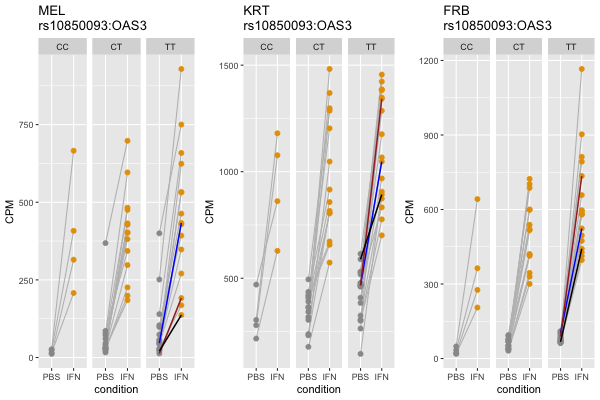 MEL
rs10850093:OAS3
CC CT TT
CPM
750
500
250
0
PBS IFN PBS IFN PBS IFN
condition
KRT
rs10850093:OAS3
CC CT TT
CPM
1500
1000
500
PBS IFN PBS IFN PBS IFN
condition
FRB
rs10850093:OAS3
CC CT TT
CPM
1200
900
600
300
0
PBS IFN PBS IFN PBS IFN
condition